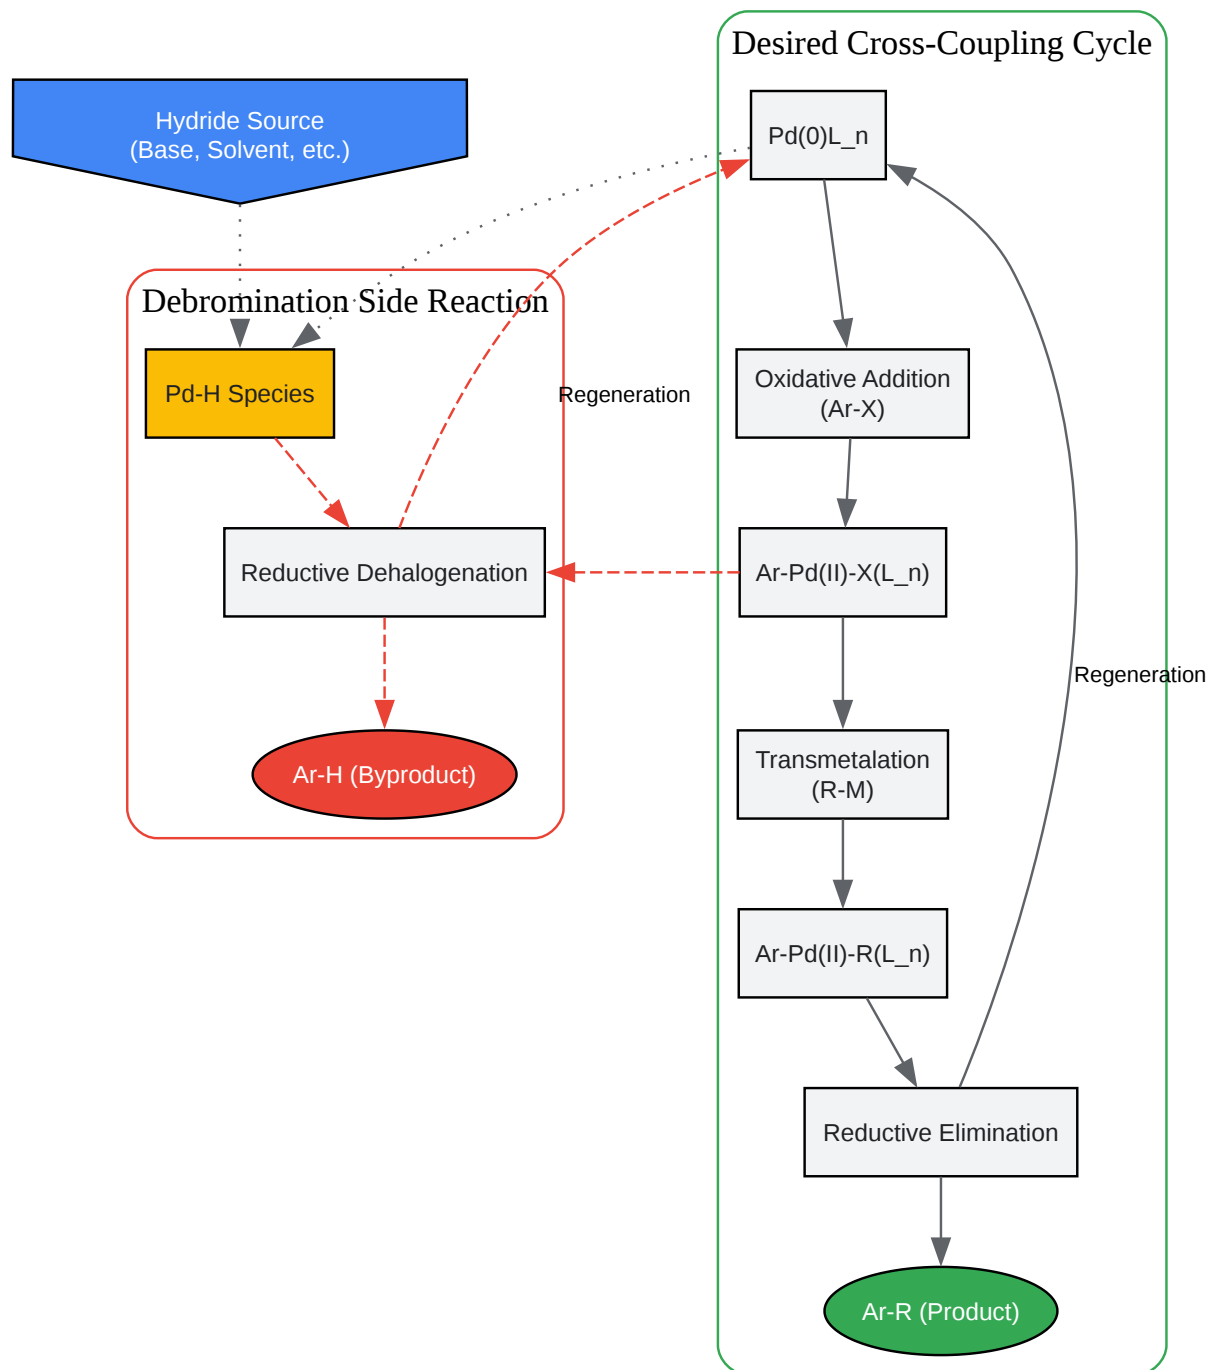 Desired Cross-Coupling Cycle
Hydride Source
(Base, Solvent, etc.)
Pd(0)L_n
Debromination Side Reaction
Pd-H Species
Regeneration
Oxidative Addition
(Ar-X)
Reductive Dehalogenation
Ar-Pd(II)-X(L_n)
Regeneration
Ar-H (Byproduct)
Transmetalation
(R-M)
Ar-Pd(II)-R(L_n)
Reductive Elimination
Ar-R (Product)